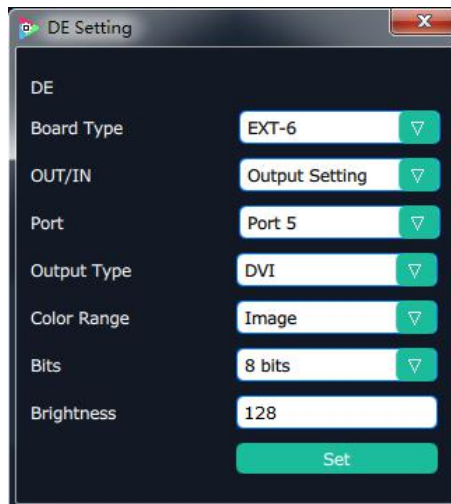 DE Setting
DE
Board Type EXT-6
OUT/IN Output Setting
Port Port 5
Output Type DVI
Color Range Image
Bits 8 bits
Brightness 128
Set